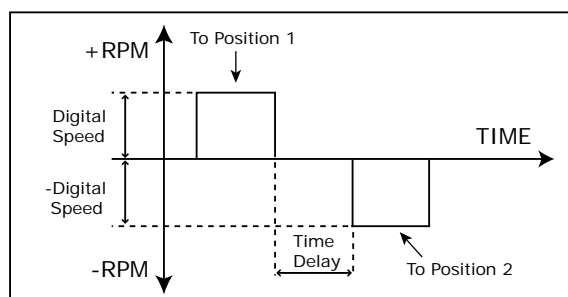 To Position 1
+RPM
Digital
Speed
TIME
-Digital
Speed
Time
Delay
-RPM
To Position 2